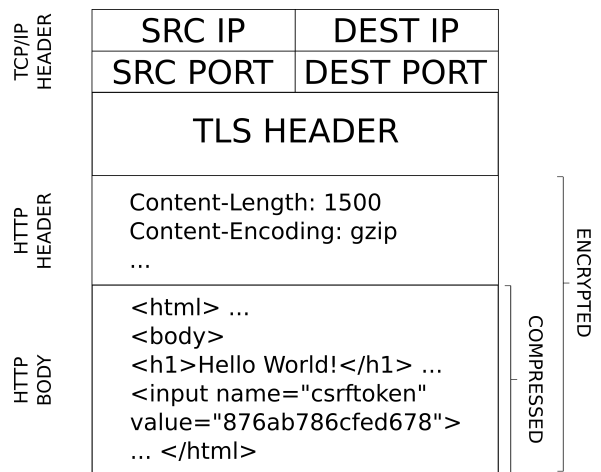 TCP/IP
HEADER
SRC IP
DEST IP
SRC PORT
DEST PORT
TLS HEADER
HTTP
HEADER
Content-Length: 1500
Content-Encoding: gzip
...
ENCRYPTED
HTTP
BODY
<html> ...
<body>
<h1>Hello World!</h1> ...
<input name="csrftoken"
value="876ab786cfed678">
... </html>
COMPRESSED